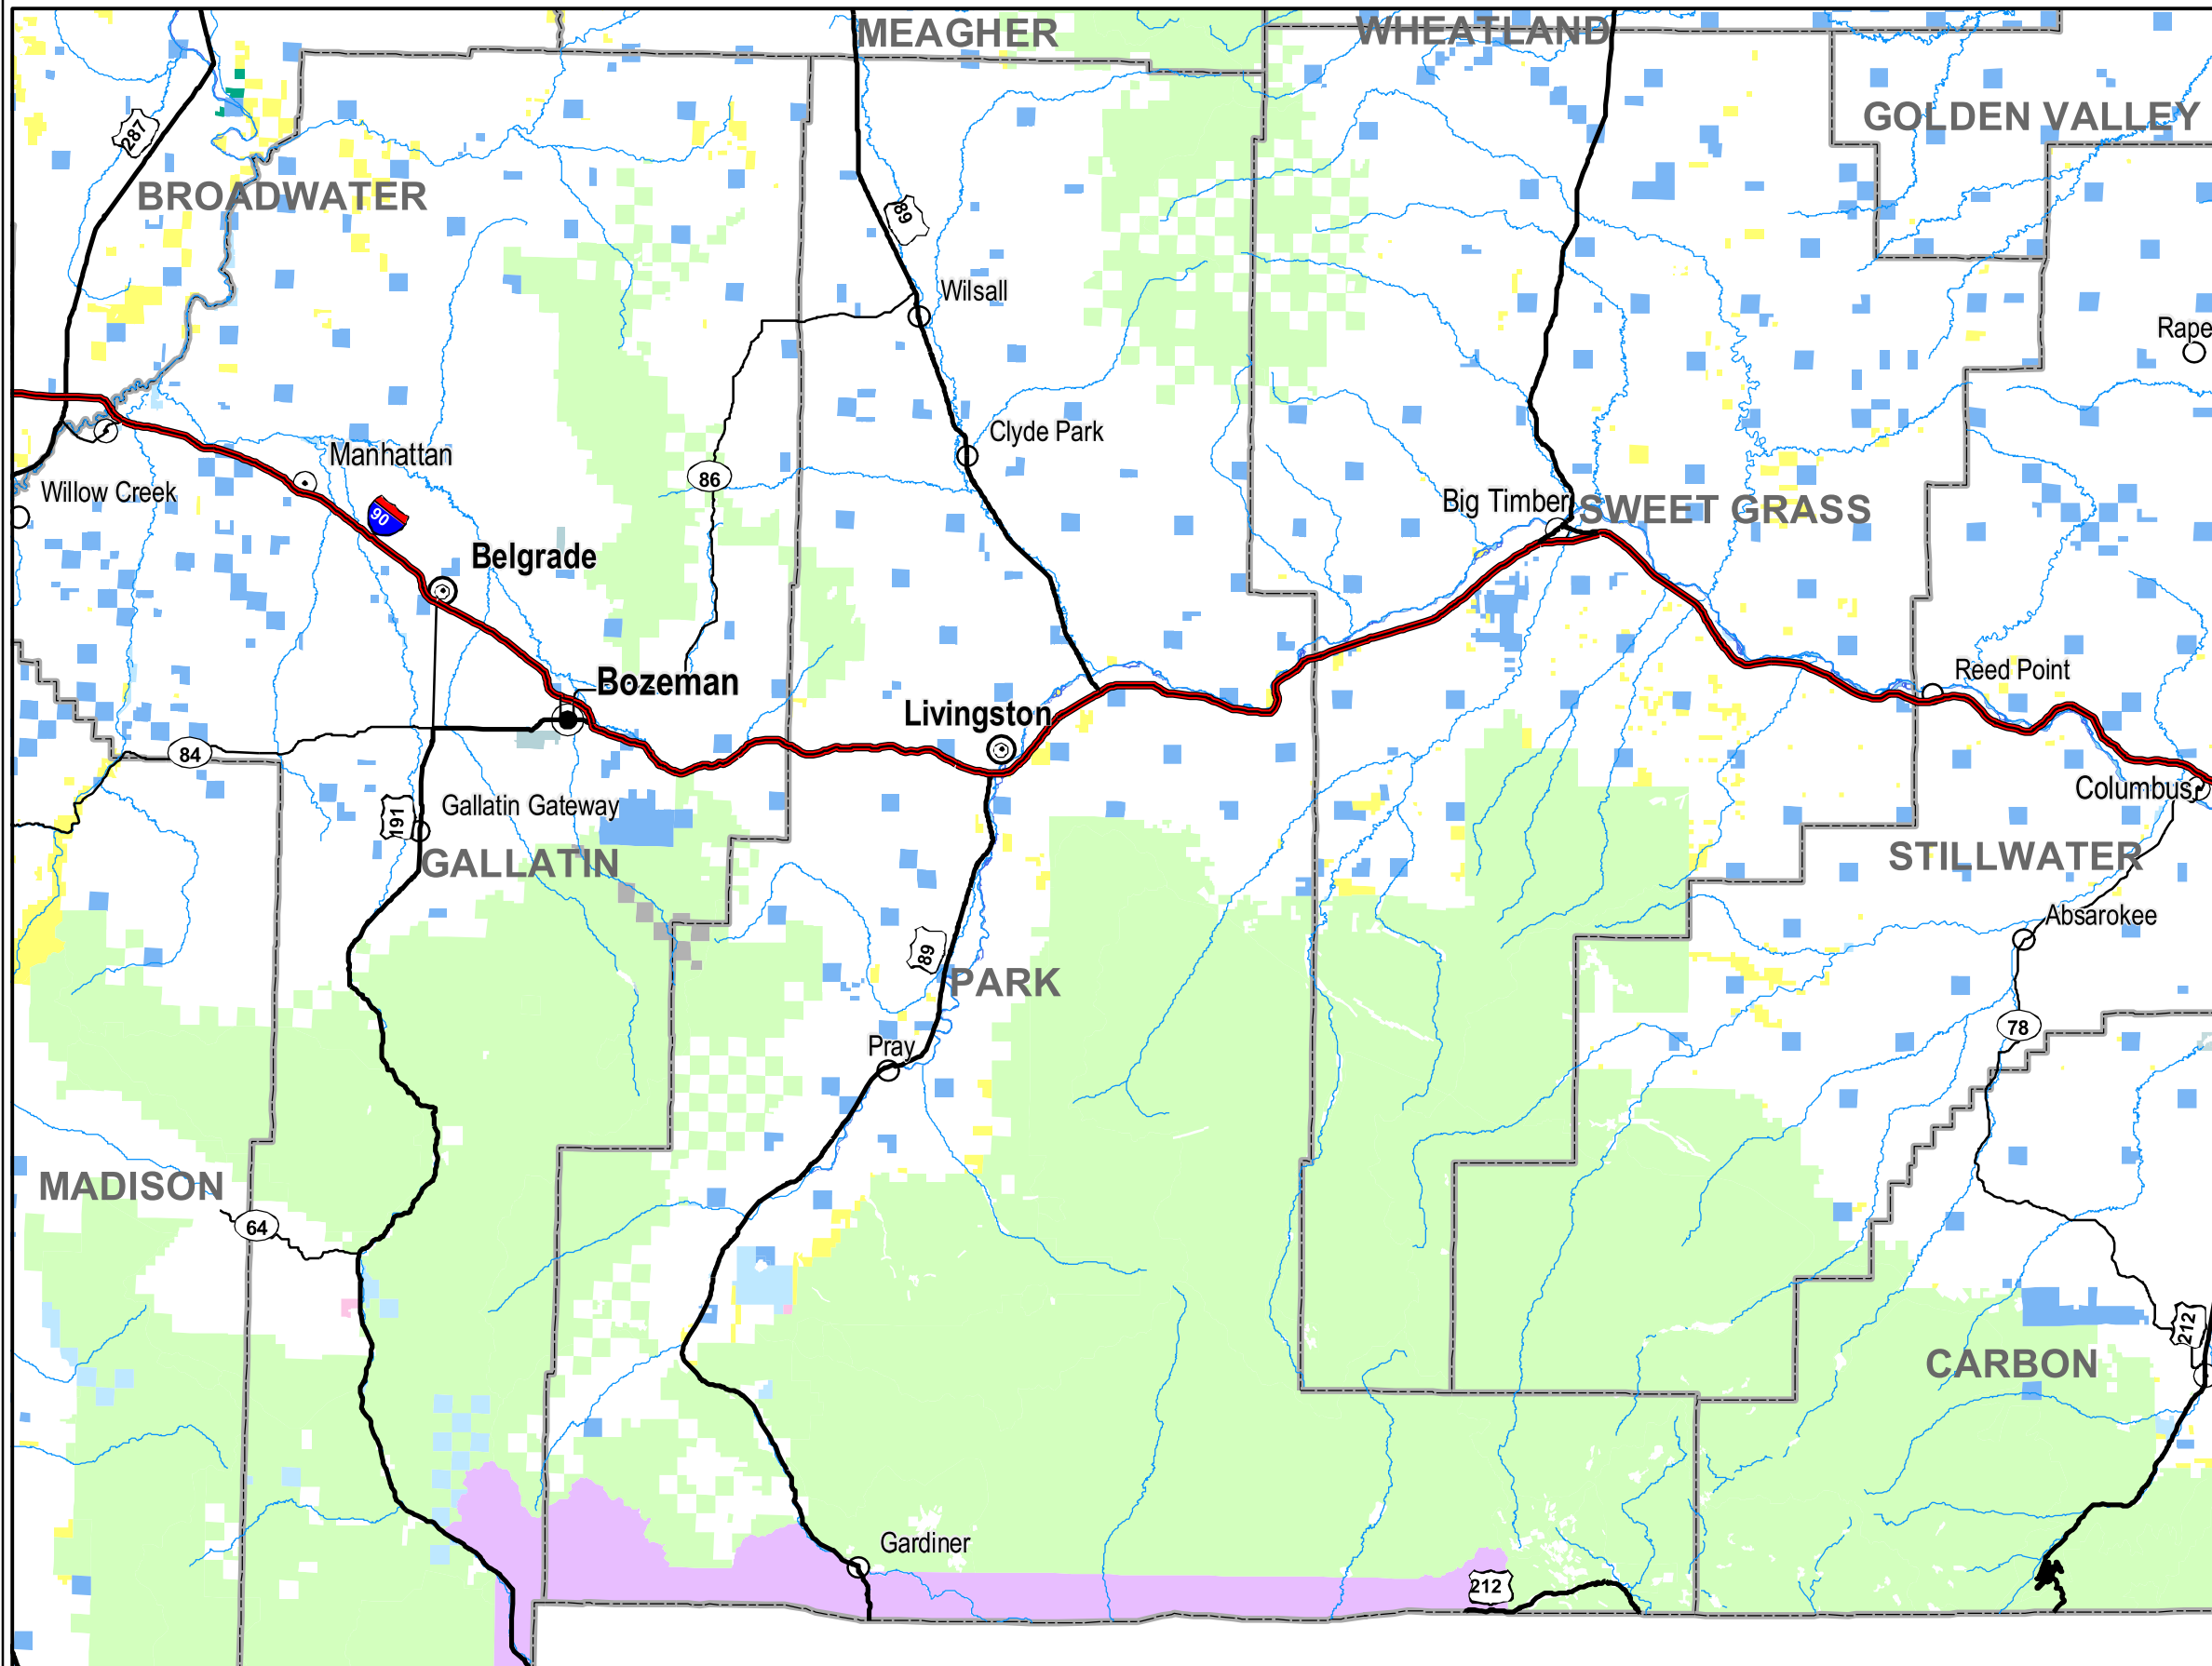 MEAGHER
WHEATLAND
GOLDEN VALLEY
287
BROADWATER
89
Wilsall
Rape
Clyde Park
Manhattan
86
Willow Creek
90
Big Timber
SWEET GRASS
Belgrade
Bozeman
Reed Point
Livingston
84
Columbus
191
Gallatin Gateway
GALLATIN
STILLWATER
Absarokee
89
PARK
78
Pray
MADISON
64
212
CARBON
Gardiner
212